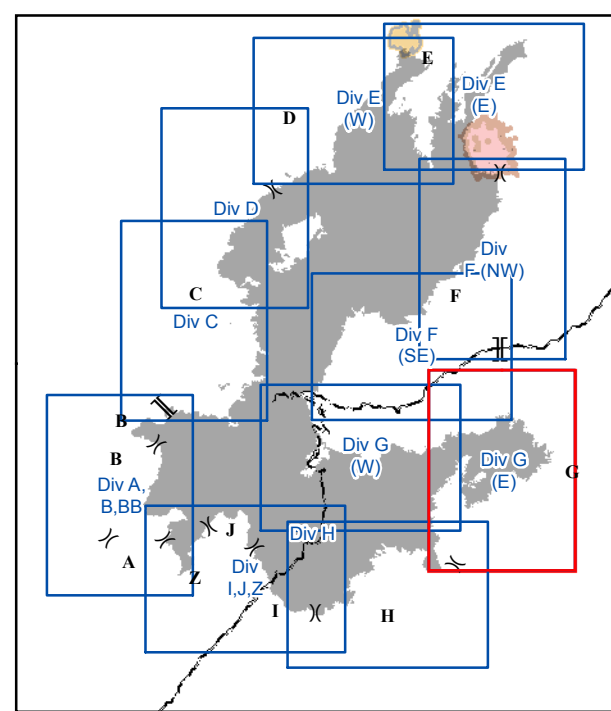 E
Div E
(W)
Div E
(E)
D
Div D
Div
F (NW)
C
F
Div C
Div F
(SE)
B
B
Div G
(W)
Div G
(E)
G
Div A,
B,BB
J
Div H
A
Z
Div
I,J,Z
I
H